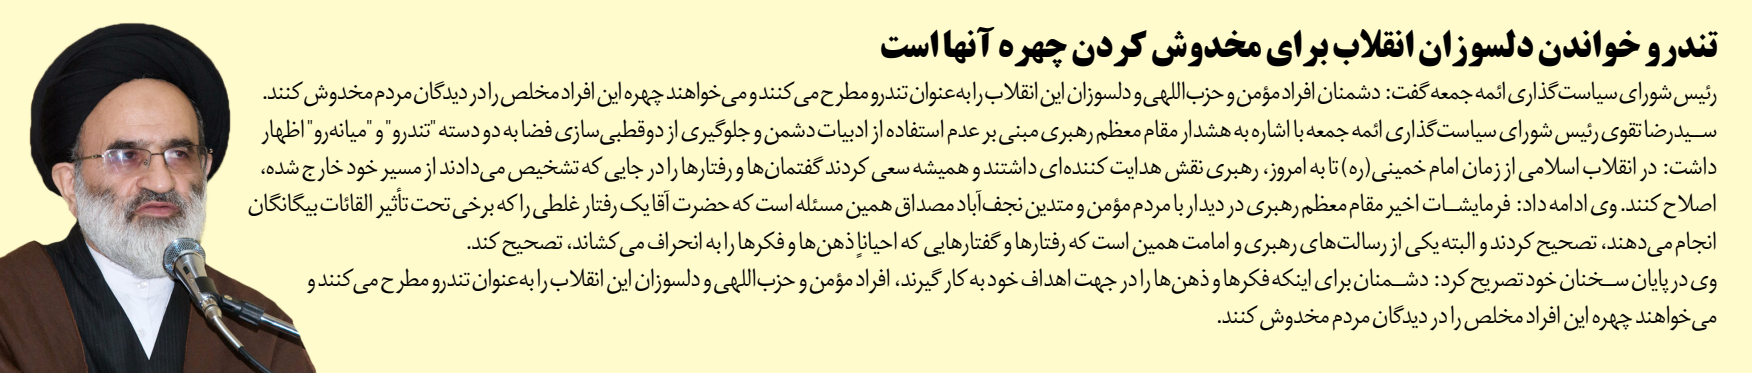 تندرو خواندن دلسوزان انقلاب برای مخدوش کردن چهره آنها است
رئیس شورای سیاست‌گذاری ائمه جمعه گفت: دشمنان افراد مؤمن و حزب‌اللهی و دلسوزان این انقلاب را به‌عنوان تندرو مطرح می‌کنند و می‌خواهند چهره این افراد مخلص را در دیدگان مردم مخدوش کنند.
سیدرضا تقوی رئیس شورای سیاست‌گذاری ائمه جمعه با اشاره به هشدار مقام معظم رهبری مبنی بر عدم استفاده از ادبیات دشمن و جلوگیری از دوقطبی‌سازی فضا به دو دسته "تندرو" و "میانه‌رو" اظهار
داشت: در انقلاب اسلامی از زمان امام خمینی(ره) تا به امروز، رهبری نقش هدایت کننده‌ای داشتند و همیشه سعی کردند گفتمان‌ها و رفتارها را در جایی که تشخیص می‌دادند از مسیر خود خارج شده،
اصلاح کنند. وی ادامه داد: فرمایشات اخیر مقام معظم رهبری در دیدار با مردم مؤمن و متدین نجف‌آباد مصداق همین مسئله است که حضرت آقا یک رفتار غلطی را که برخی تحت تأثیر القائات بیگانگان
انجام می‌دهند، تصحیح کردند و البته یکی از رسالت‌های رهبری و امامت همین است که رفتارها و گفتارهایی که احیاناٍ ذهن‌ها و فکرها را به انحراف می‌کشاند، تصحیح کند.
وی در پایان سخنان خود تصریح کرد: دشمنان برای اینکه فکرها و ذهن‌ها را در جهت اهداف خود به کار گیرند، افراد مؤمن و حزب‌اللهی و دلسوزان این انقلاب را به‌عنوان تندرو مطرح می‌کنند و
می‌خواهند چهره این افراد مخلص را در دیدگان مردم مخدوش کنند.